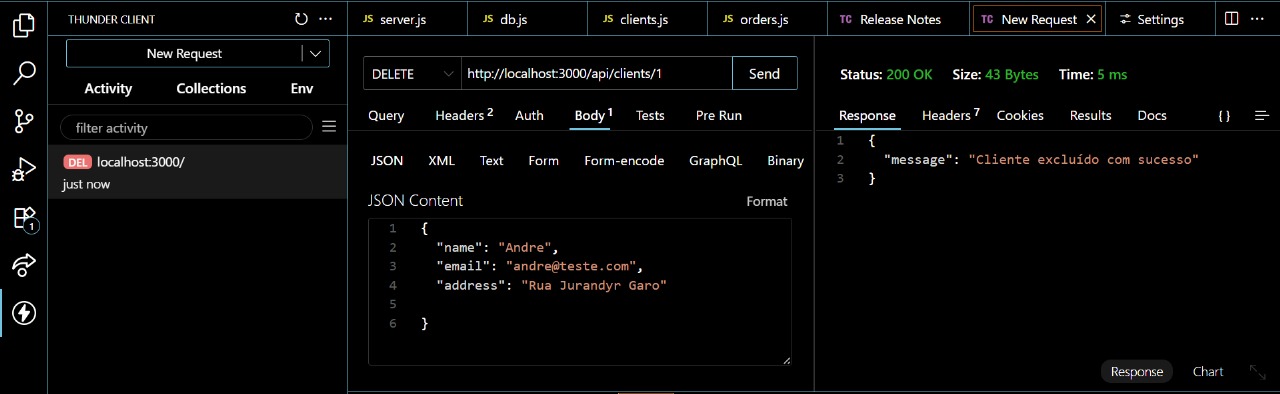 THUNDER CLIENT
New Request
Activity Collections Env
filter activity
DEL localhost:3000/
just now
1
JS server.js JS db.js JS clients.js JS orders.js TC Release Notes TC New Request Settings
DELETE http://localhost:3000/api/clients/1 Send
Query Headers 2 Auth Body 1 Tests Pre Run
JSON XML Text Form Form-encode GraphQL Binary
JSON Content Format
1 {
2 "name": "Andre",
3 "email": "andre@teste.com",
4 "address": "Rua Jurandyr Garo"
5
6 }
Status: 200 OK Size: 43 Bytes Time: 5 ms
Response Headers 7 Cookies Results Docs { }
1 {
2 "message": "Cliente excluído com sucesso"
3 }
Response Chart